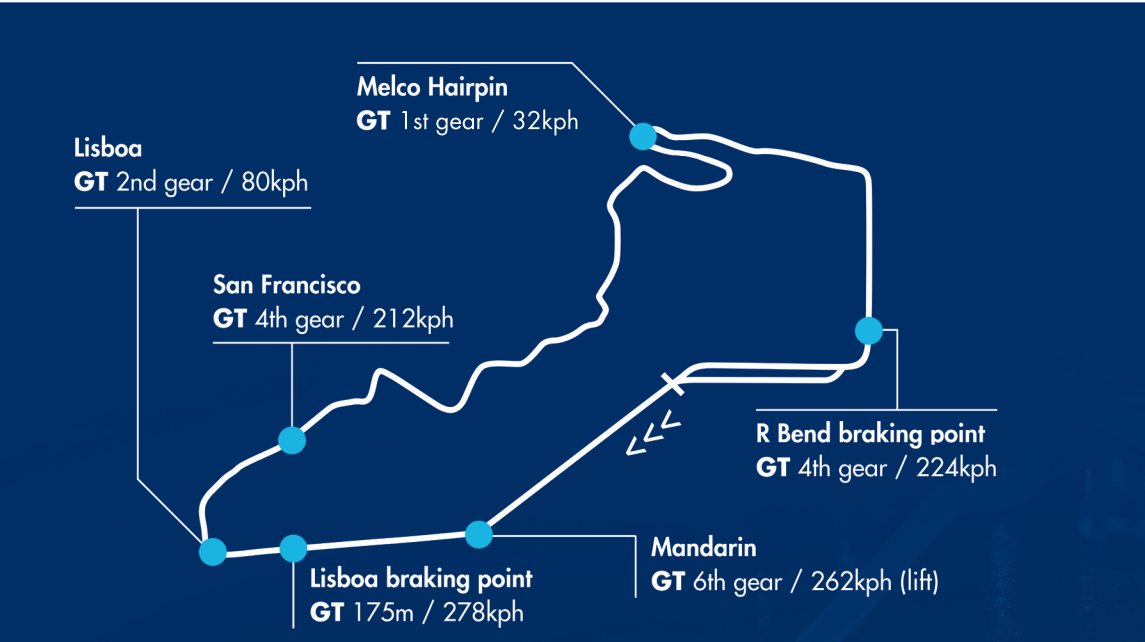 Melco Hairpin
GT 1st gear / 32kph
Lisboa
GT 2nd gear / 80kph
San Francisco
GT 4th gear / 212kph
R Bend braking point
GT 4th gear / 224kph
Mandarin
GT 6th gear / 262kph (lift)
Lisboa braking point
GT 175m / 278kph